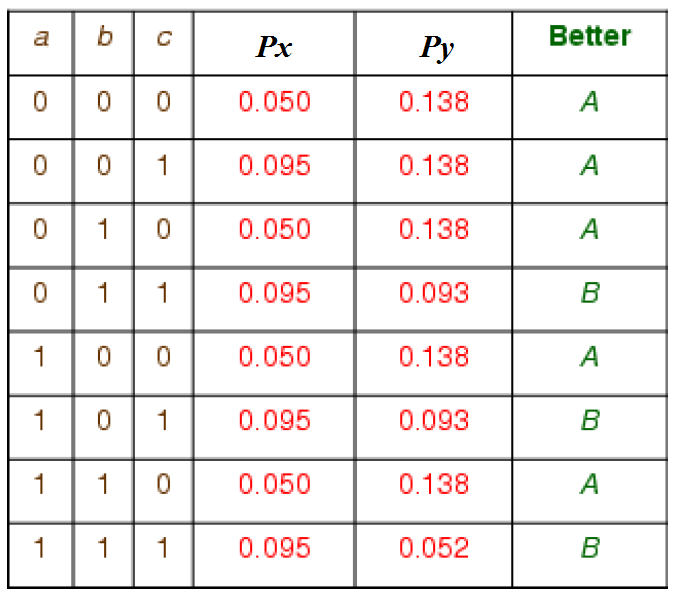 a b c Px Py Better
0 0 0 0.050 0.138 A
0 0 1 0.095 0.138 A
0 1 0 0.050 0.138 A
0 1 1 0.095 0.093 B
1 0 0 0.050 0.138 A
1 0 1 0.095 0.093 B
1 1 0 0.050 0.138 A
1 1 1 0.095 0.052 B